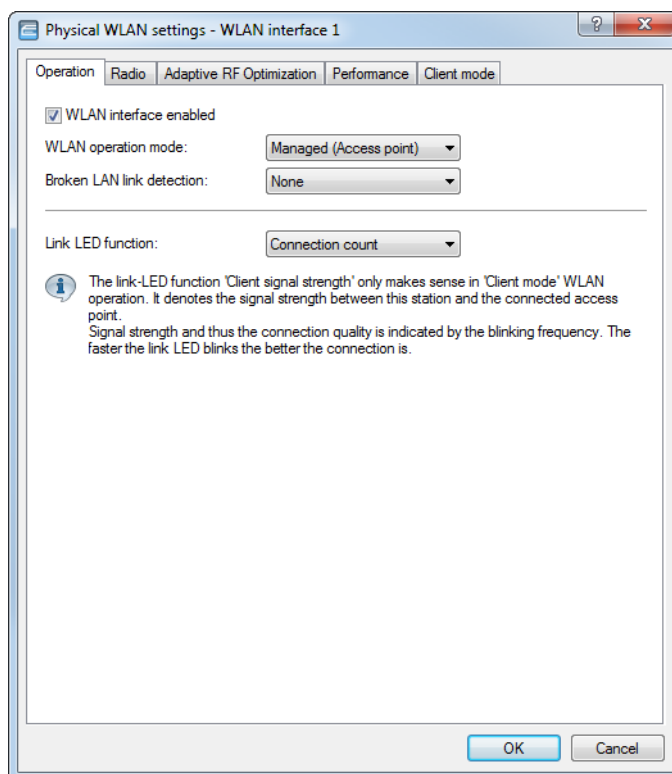 Physical WLAN settings - WLAN interface 1
Operation Radio Adaptive RF Optimization Performance Client mode
WLAN interface enabled
WLAN operation mode: Managed (Access point)
Broken LAN link detection: None
Link LED function: Connection count
The link-LED function 'Client signal strength' only makes sense in 'Client mode' WLAN
operation. It denotes the signal strength between this station and the connected access
point.
Signal strength and thus the connection quality is indicated by the blinking frequency. The
faster the link LED blinks the better the connection is.
OK Cancel